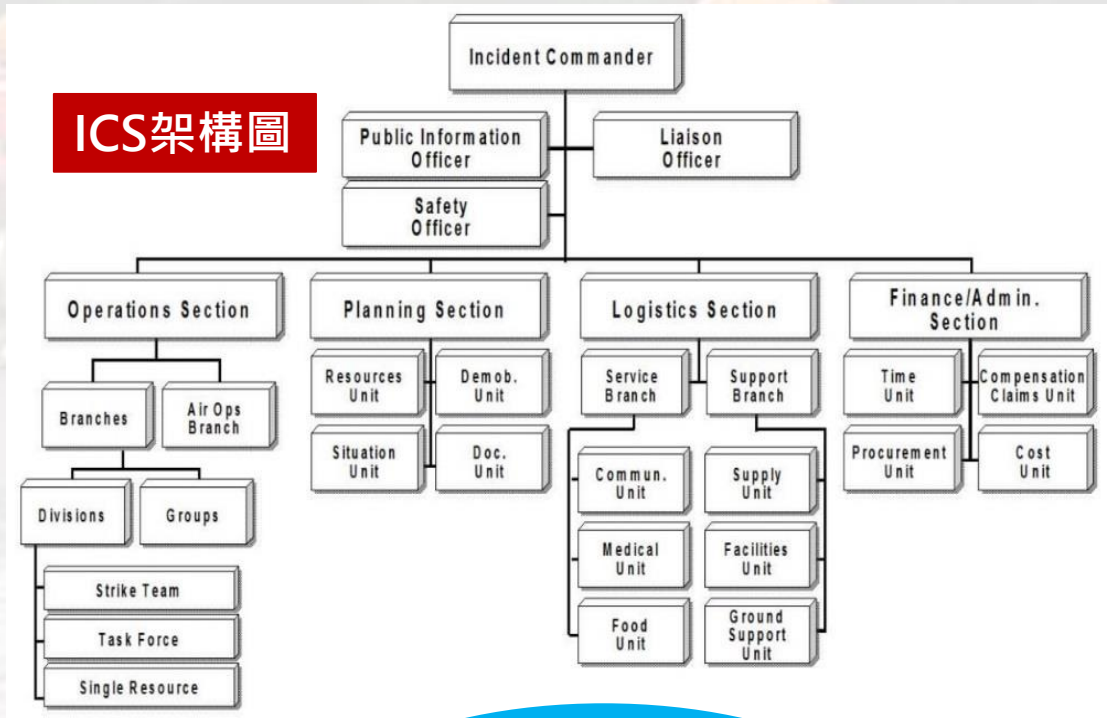 Incident Commander
ICS架構圖
Public Information
Officer
Liaison
Officer
Safety
Officer
Operations Section
Planning Section
Logistics Section
Finance/Admin.
Section
Branches
Air Ops
Branch
Divisions
Groups
Strike Team
Task Force
Single Resource
Resources
Unit
Demob.
Unit
Situation
Unit
Doc.
Unit
Service
Branch
Support
Branch
Commun.
Unit
Supply
Unit
Medical
Unit
Facilities
Unit
Food
Unit
Ground
Support
Unit
Time
Unit
Compensation
Claims Unit
Procurement
Unit
Cost
Unit